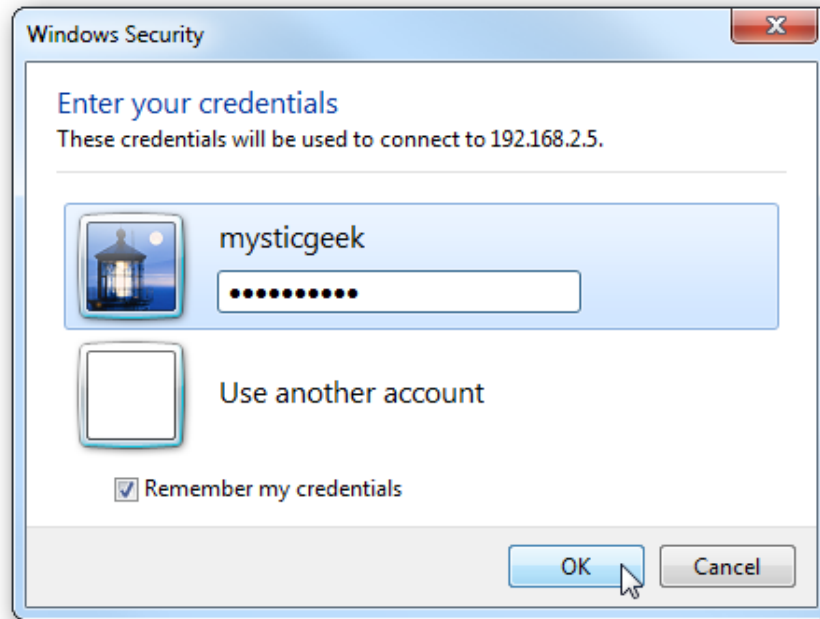 Windows Security
Enter your credentials
These credentials will be used to connect to 192.168.2.5.
mysticgeek
••••••••••
Use another account
Remember my credentials
OK
Cancel